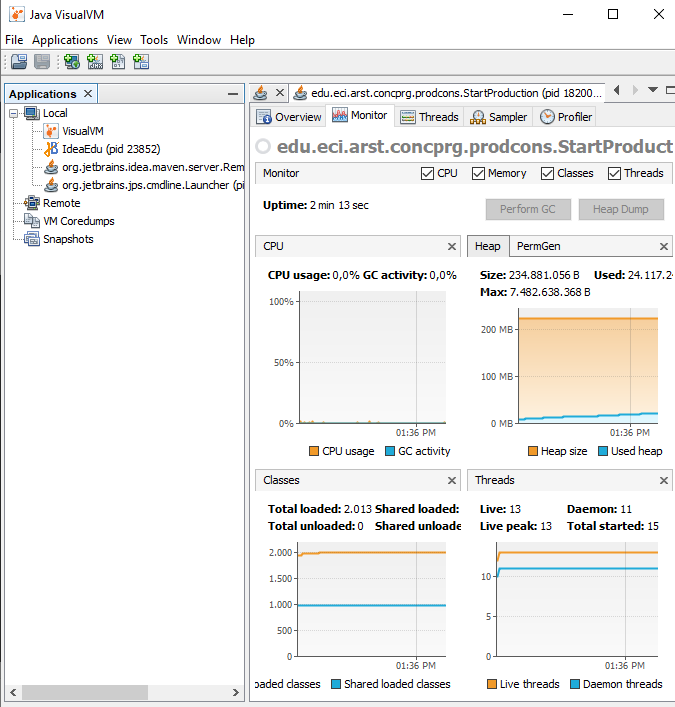 Java VisualVM
File Applications View Tools Window Help
Applications
Local
VisualVM
IdeaEdu (pid 23852)
org.jetbrains.idea.maven.server.Rem
org.jetbrains.jps.cmdline.Launcher (pi
Remote
VM Coredumps
Snapshots
edu.eci.arst.concprg.prodcons.StartProduction (pid 18200...
Overview Monitor Threads Sampler Profiler
edu.eci.arst.concprg.prodcons.StartProduct
Monitor CPU Memory Classes Threads
Uptime: 2 min 13 sec Perform GC Heap Dump
CPU
CPU usage: 0,0% GC activity: 0,0%
100%
50%
0%
01:36 PM
CPU usage GC activity
Heap PermGen
Size: 234.881.056 B Used: 24.117.2
Max: 7.482.638.368 B
200 MB
100 MB
0 MB
01:36 PM
Heap size Used heap
Classes
Total loaded: 2.013 Shared loaded:
Total unloaded: 0 Shared unloade
2.000
1.500
1.000
500
0
01:36 PM
oaded classes Shared loaded classes
Threads
Live: 13 Daemon: 11
Live peak: 13 Total started: 15
10
5
0
01:36 PM
Live threads Daemon threads